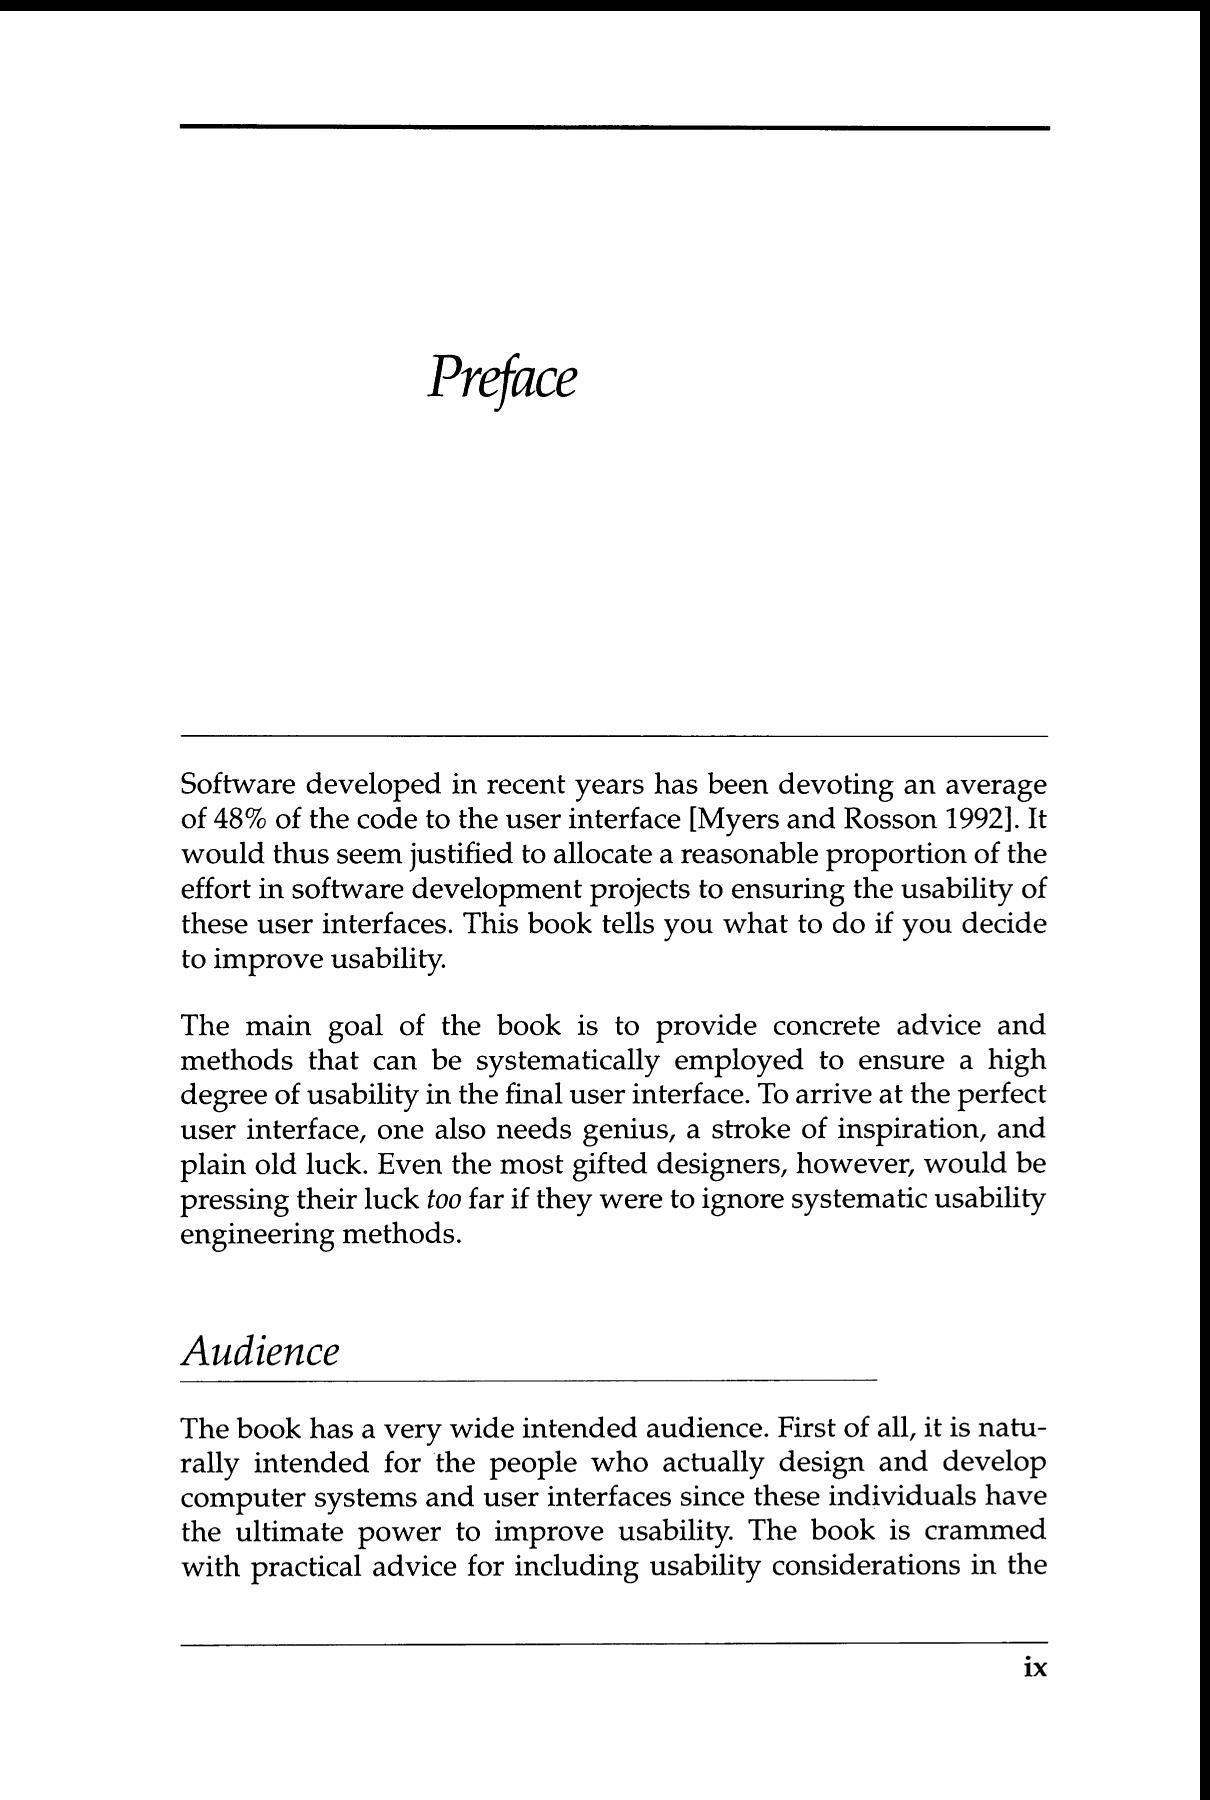 Preface
Software developed in recent years has been devoting an average
of 48% of the code to the user interface [Myers and Rosson 1992]. It
would thus seem justified to allocate a reasonable proportion of the
effort in software development projects to ensuring the usability of
these user interfaces. This book tells you what to do if you decide
to improve usability.
The main goal of the book is to provide concrete advice and
methods that can be systematically employed to ensure a high
degree of usability in the final user interface. To arrive at the perfect
user interface, one also needs genius, a stroke of inspiration, and
plain old luck. Even the most gifted designers, however, would be
pressing their luck too far if they were to ignore systematic usability
engineering methods.
Audience
The book has a very wide intended audience. First of all, it is natu-
rally intended for the people who actually design and develop
computer systems and user interfaces since these individuals have
the ultimate power to improve usability. The book is crammed
with practical advice for including usability considerations in the
ix